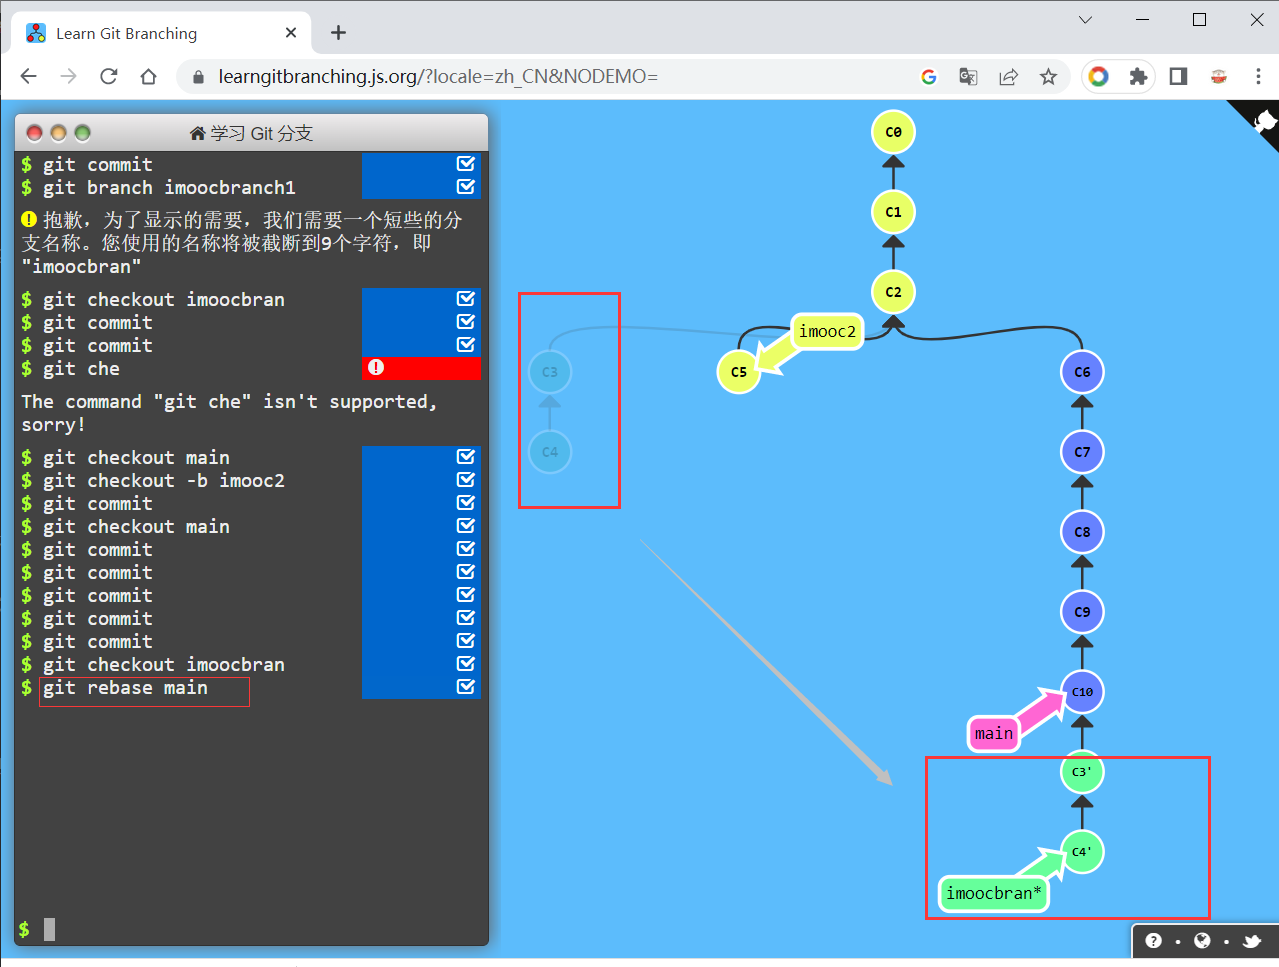 Learn Git Branching
learngitbranching.js.org/?locale=zh_CN&NODEMO=
学习 Git 分支
$ git commit
$ git branch imoocbranch1
抱歉，为了显示的需要，我们需要一个短些的分
支名称。您使用的名称将被截断到9个字符，即
"imoocbran"
$ git checkout imoocbran
$ git commit
$ git commit
$ git che
The command "git che" isn't supported,
sorry!
$ git checkout main
$ git checkout -b imooc2
$ git commit
$ git checkout main
$ git commit
$ git commit
$ git commit
$ git commit
$ git commit
$ git checkout imoocbran
$ git rebase main
$
C0
C1
C2
imooc2
C3
C5
C6
C4
C7
C8
C9
C10
main
C3'
C4'
imoocbran*